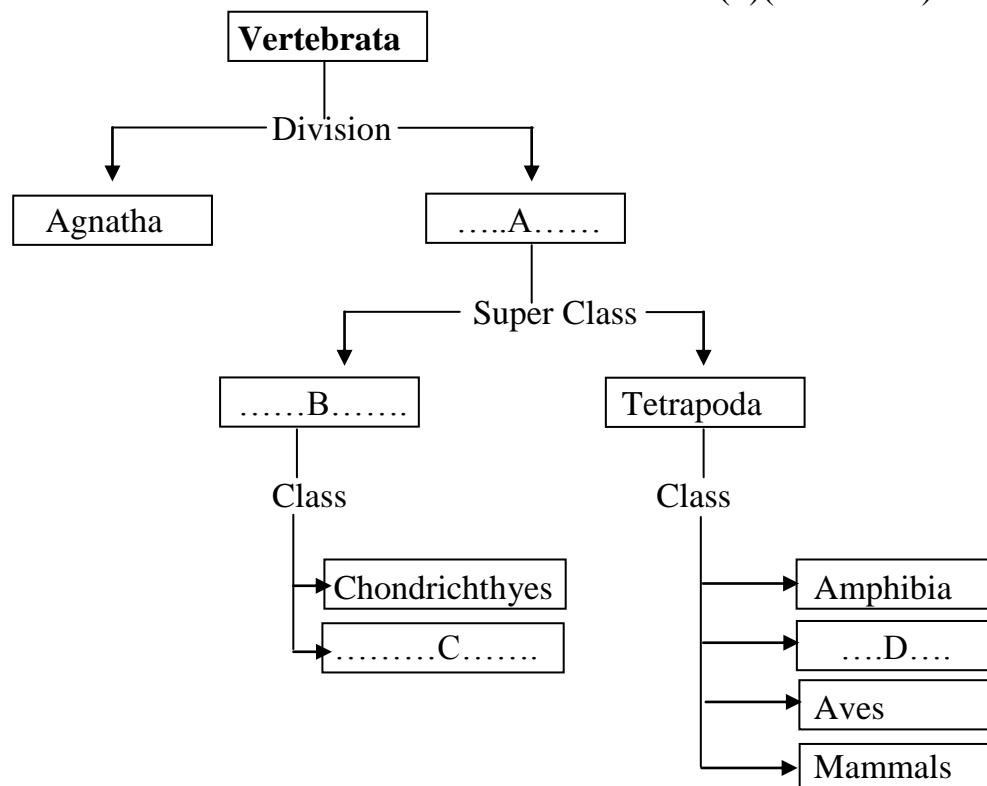 Vertebrata
Division
Agnatha
…..A……
Super Class
……B…….
Tetrapoda
Class
Class
Chondrichthyes
Amphibia
………C…….
….D….
Aves
Mammals